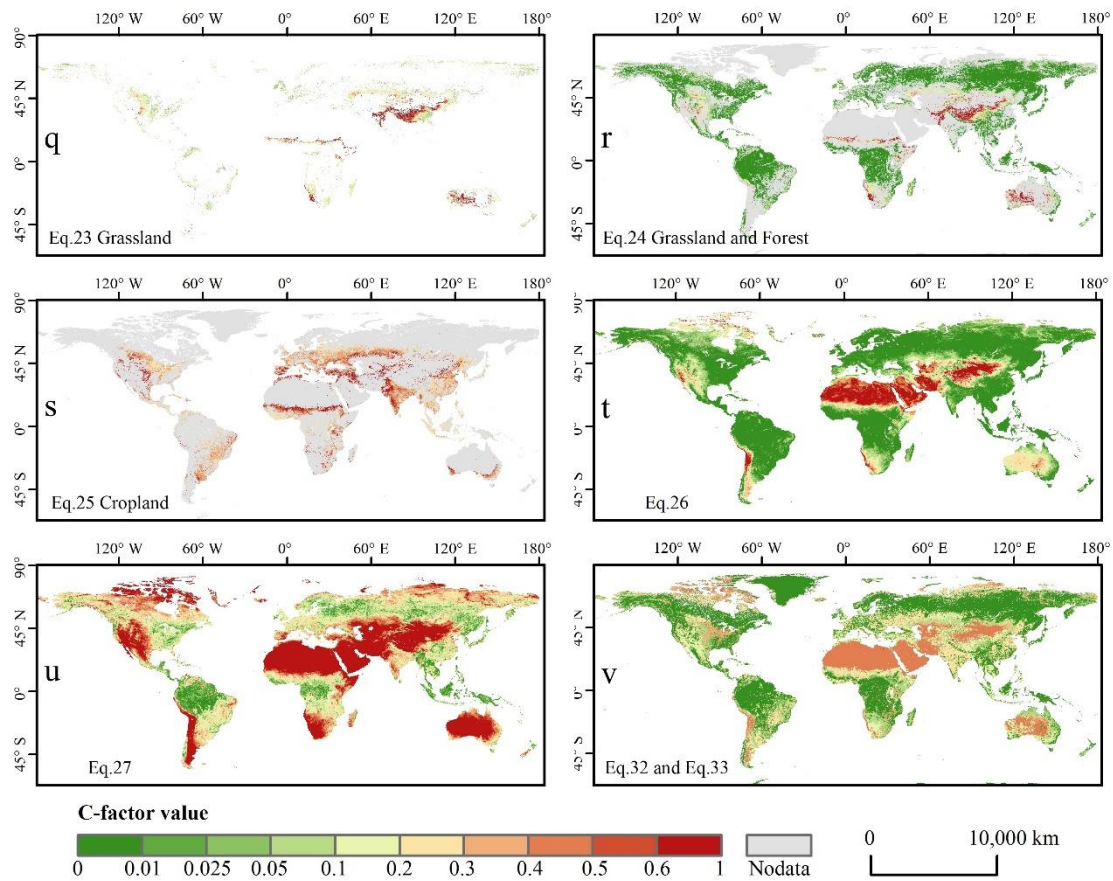 120° W 60° W 0° 60° E 120° E 180° 120° W 60° W 0° 60° E 120° E 180°
90°
45° N
0°
45° S
q
Eq.23 Grassland
90°
45° N
0°
45° S
r
Eq.24 Grassland and Forest
120° W 60° W 0° 60° E 120° E 180° 120° W 60° W 0° 60° E 120° E 180°
90°
45° N
0°
45° S
s
Eq.25 Cropland
90°
45° N
0°
45° S
t
Eq.26
120° W 60° W 0° 60° E 120° E 180° 120° W 60° W 0° 60° E 120° E 180°
90°
45° N
0°
45° S
u
Eq.27
90°
45° N
0°
45° S
v
Eq.32 and Eq.33
C-factor value
0 0.01 0.025 0.05 0.1 0.2 0.3 0.4 0.5 0.6 1
Nodata
0 10,000 km